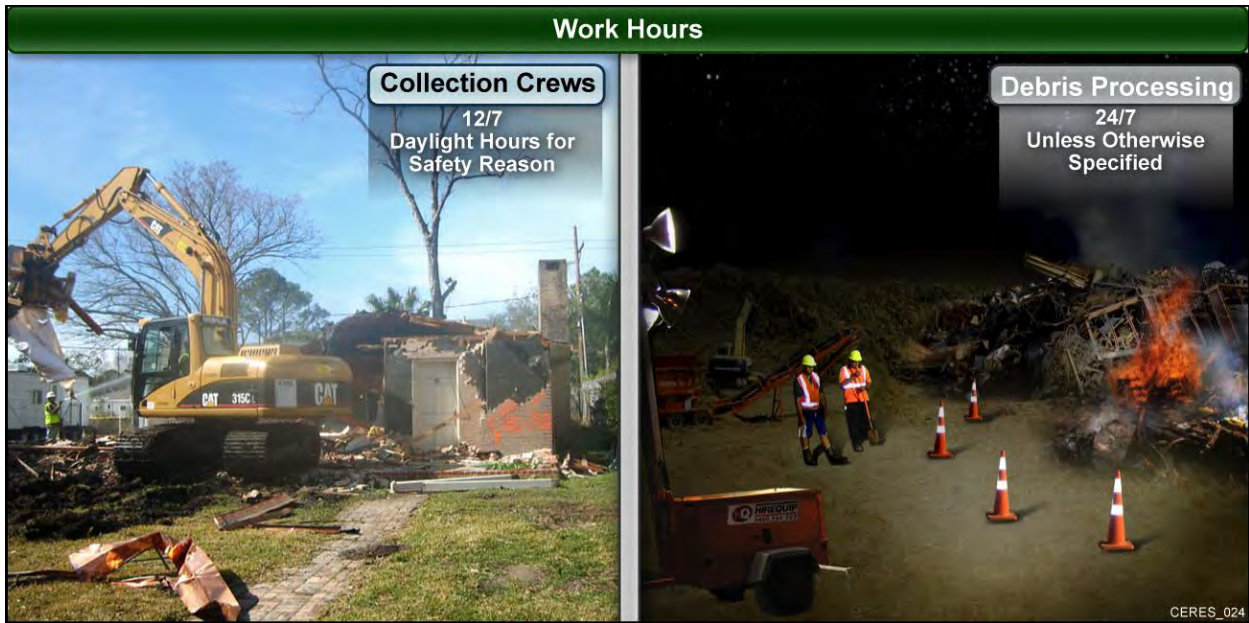 Work Hours
Collection Crews
12/7
Daylight Hours for
Safety Reason
CAT
CAT 315C L
CAT
Debris Processing
24/7
Unless Otherwise
Specified
HIREQUIP
CERES_024